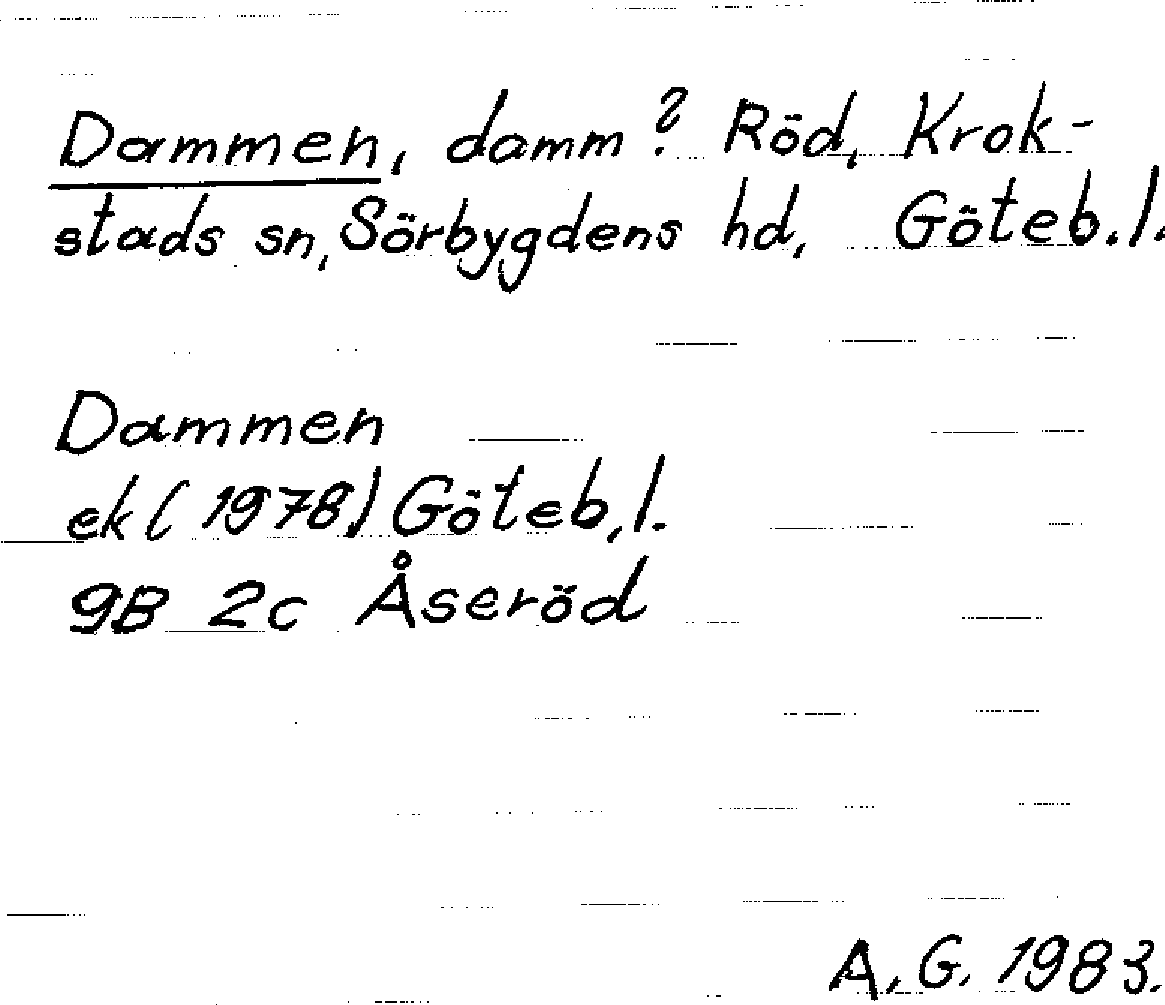 Dammen, damm? Röd, Krok-
stads sn, Sörbygdens hd, Göteb.l.
Dammen
ek (1978) Göteb,l.
9B 2c Åseröd
A.G. 1983.